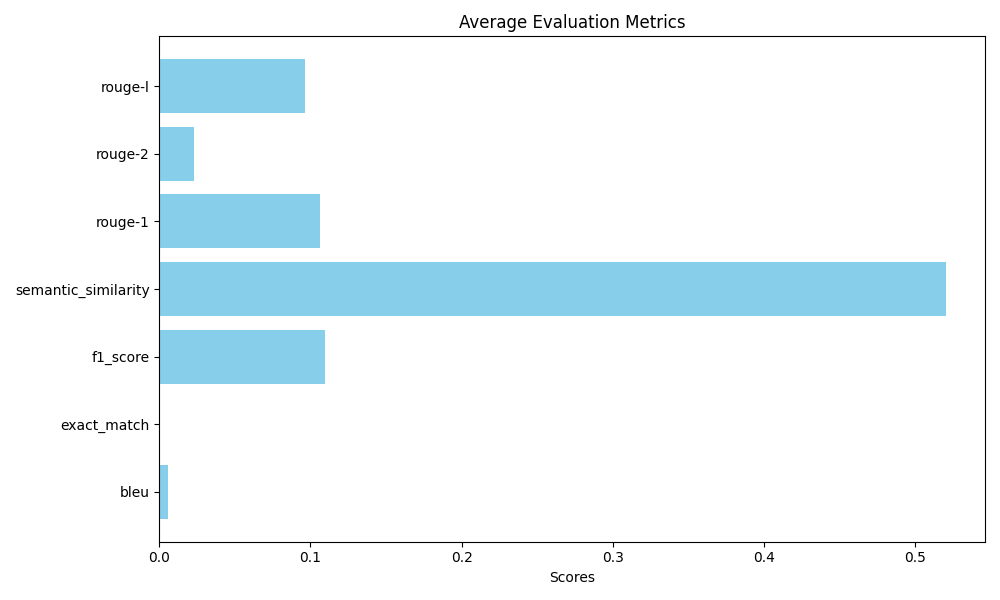 Average Evaluation Metrics
rouge-l
rouge-2
rouge-1
semantic_similarity
f1_score
exact_match
bleu
0.0 0.1 0.2 0.3 0.4 0.5
Scores